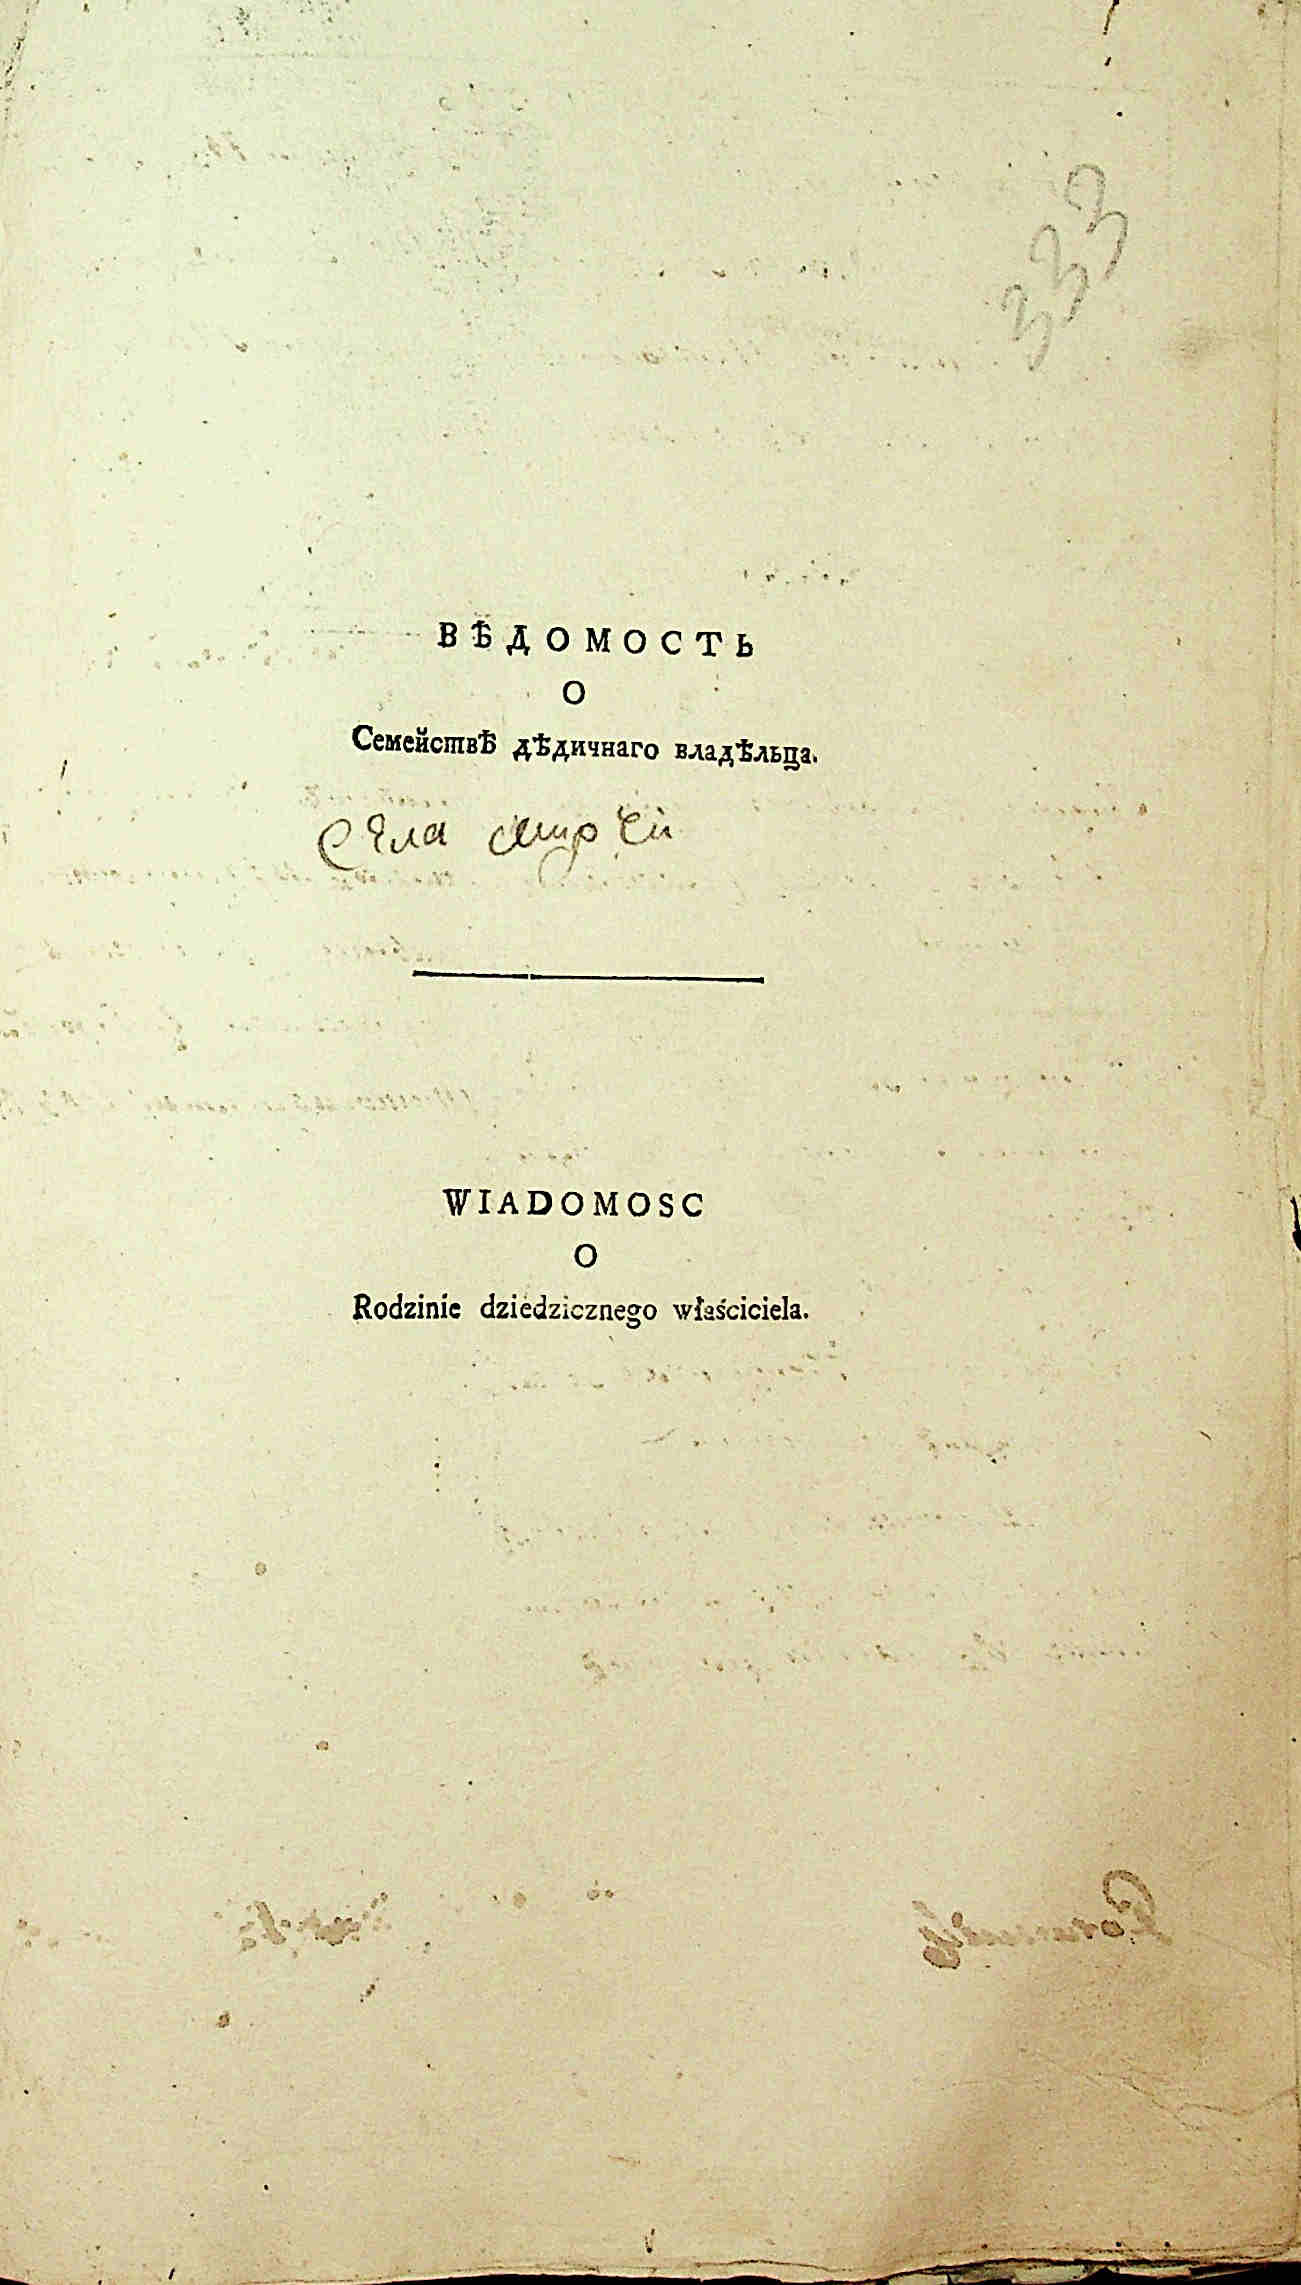 333
ВѢДОМОСТЬ
О
Семействѣ дѣдичнаго владѣльца.
Села
WIADOMOSC
O
Rodzinie dziedzicznego właściciela.